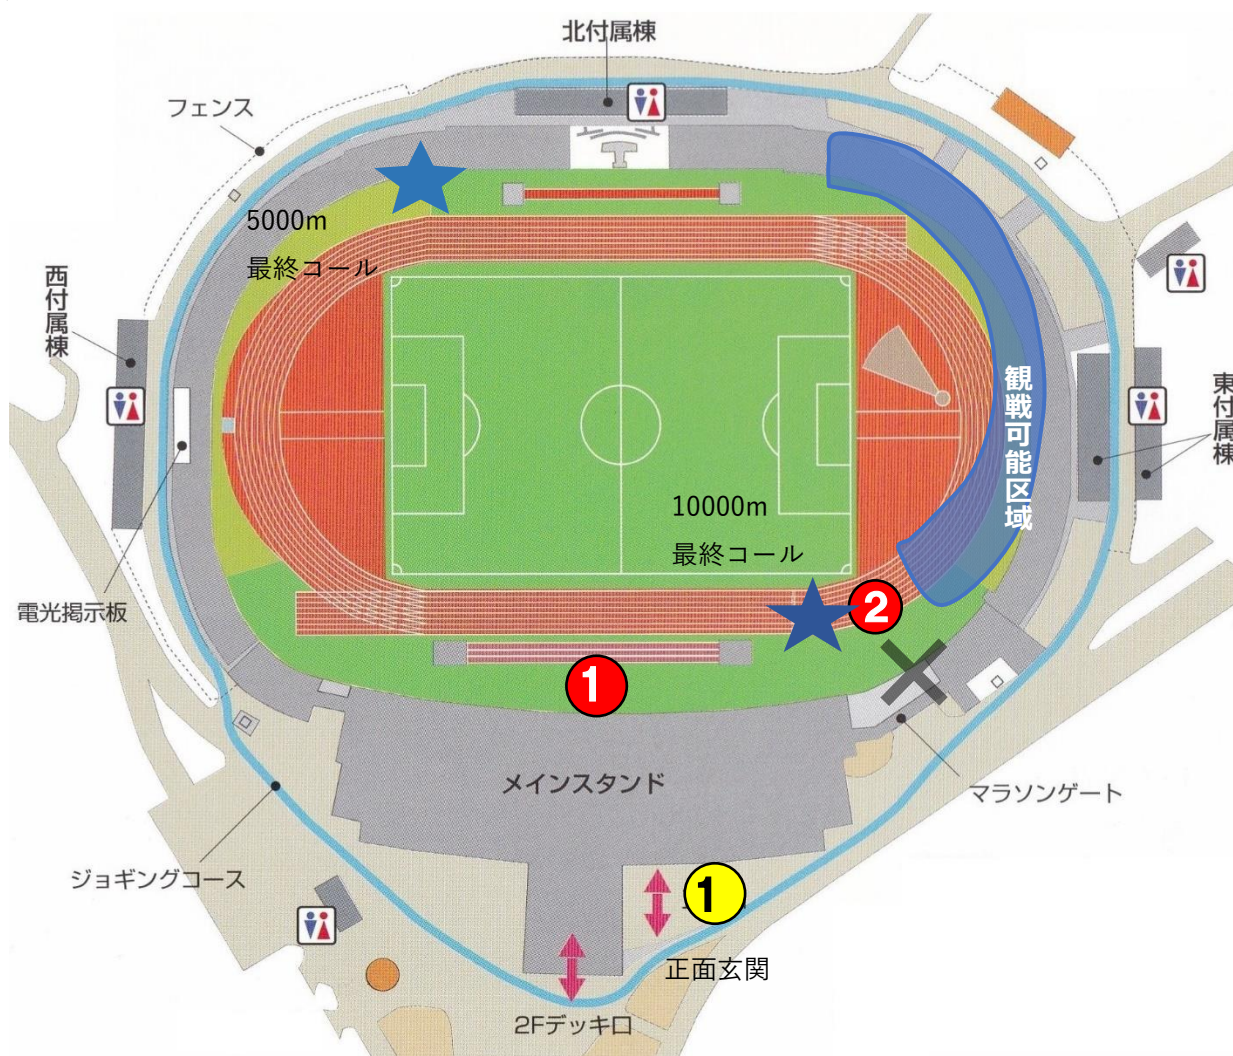 北付属棟
フェンス
5000m
最終コール
西付属棟
観戦可能区域
東付属棟
10000m
最終コール
電光掲示板
2
1
メインスタンド
マラソンゲート
ジョギングコース
1
正面玄関
2Fデッキ口